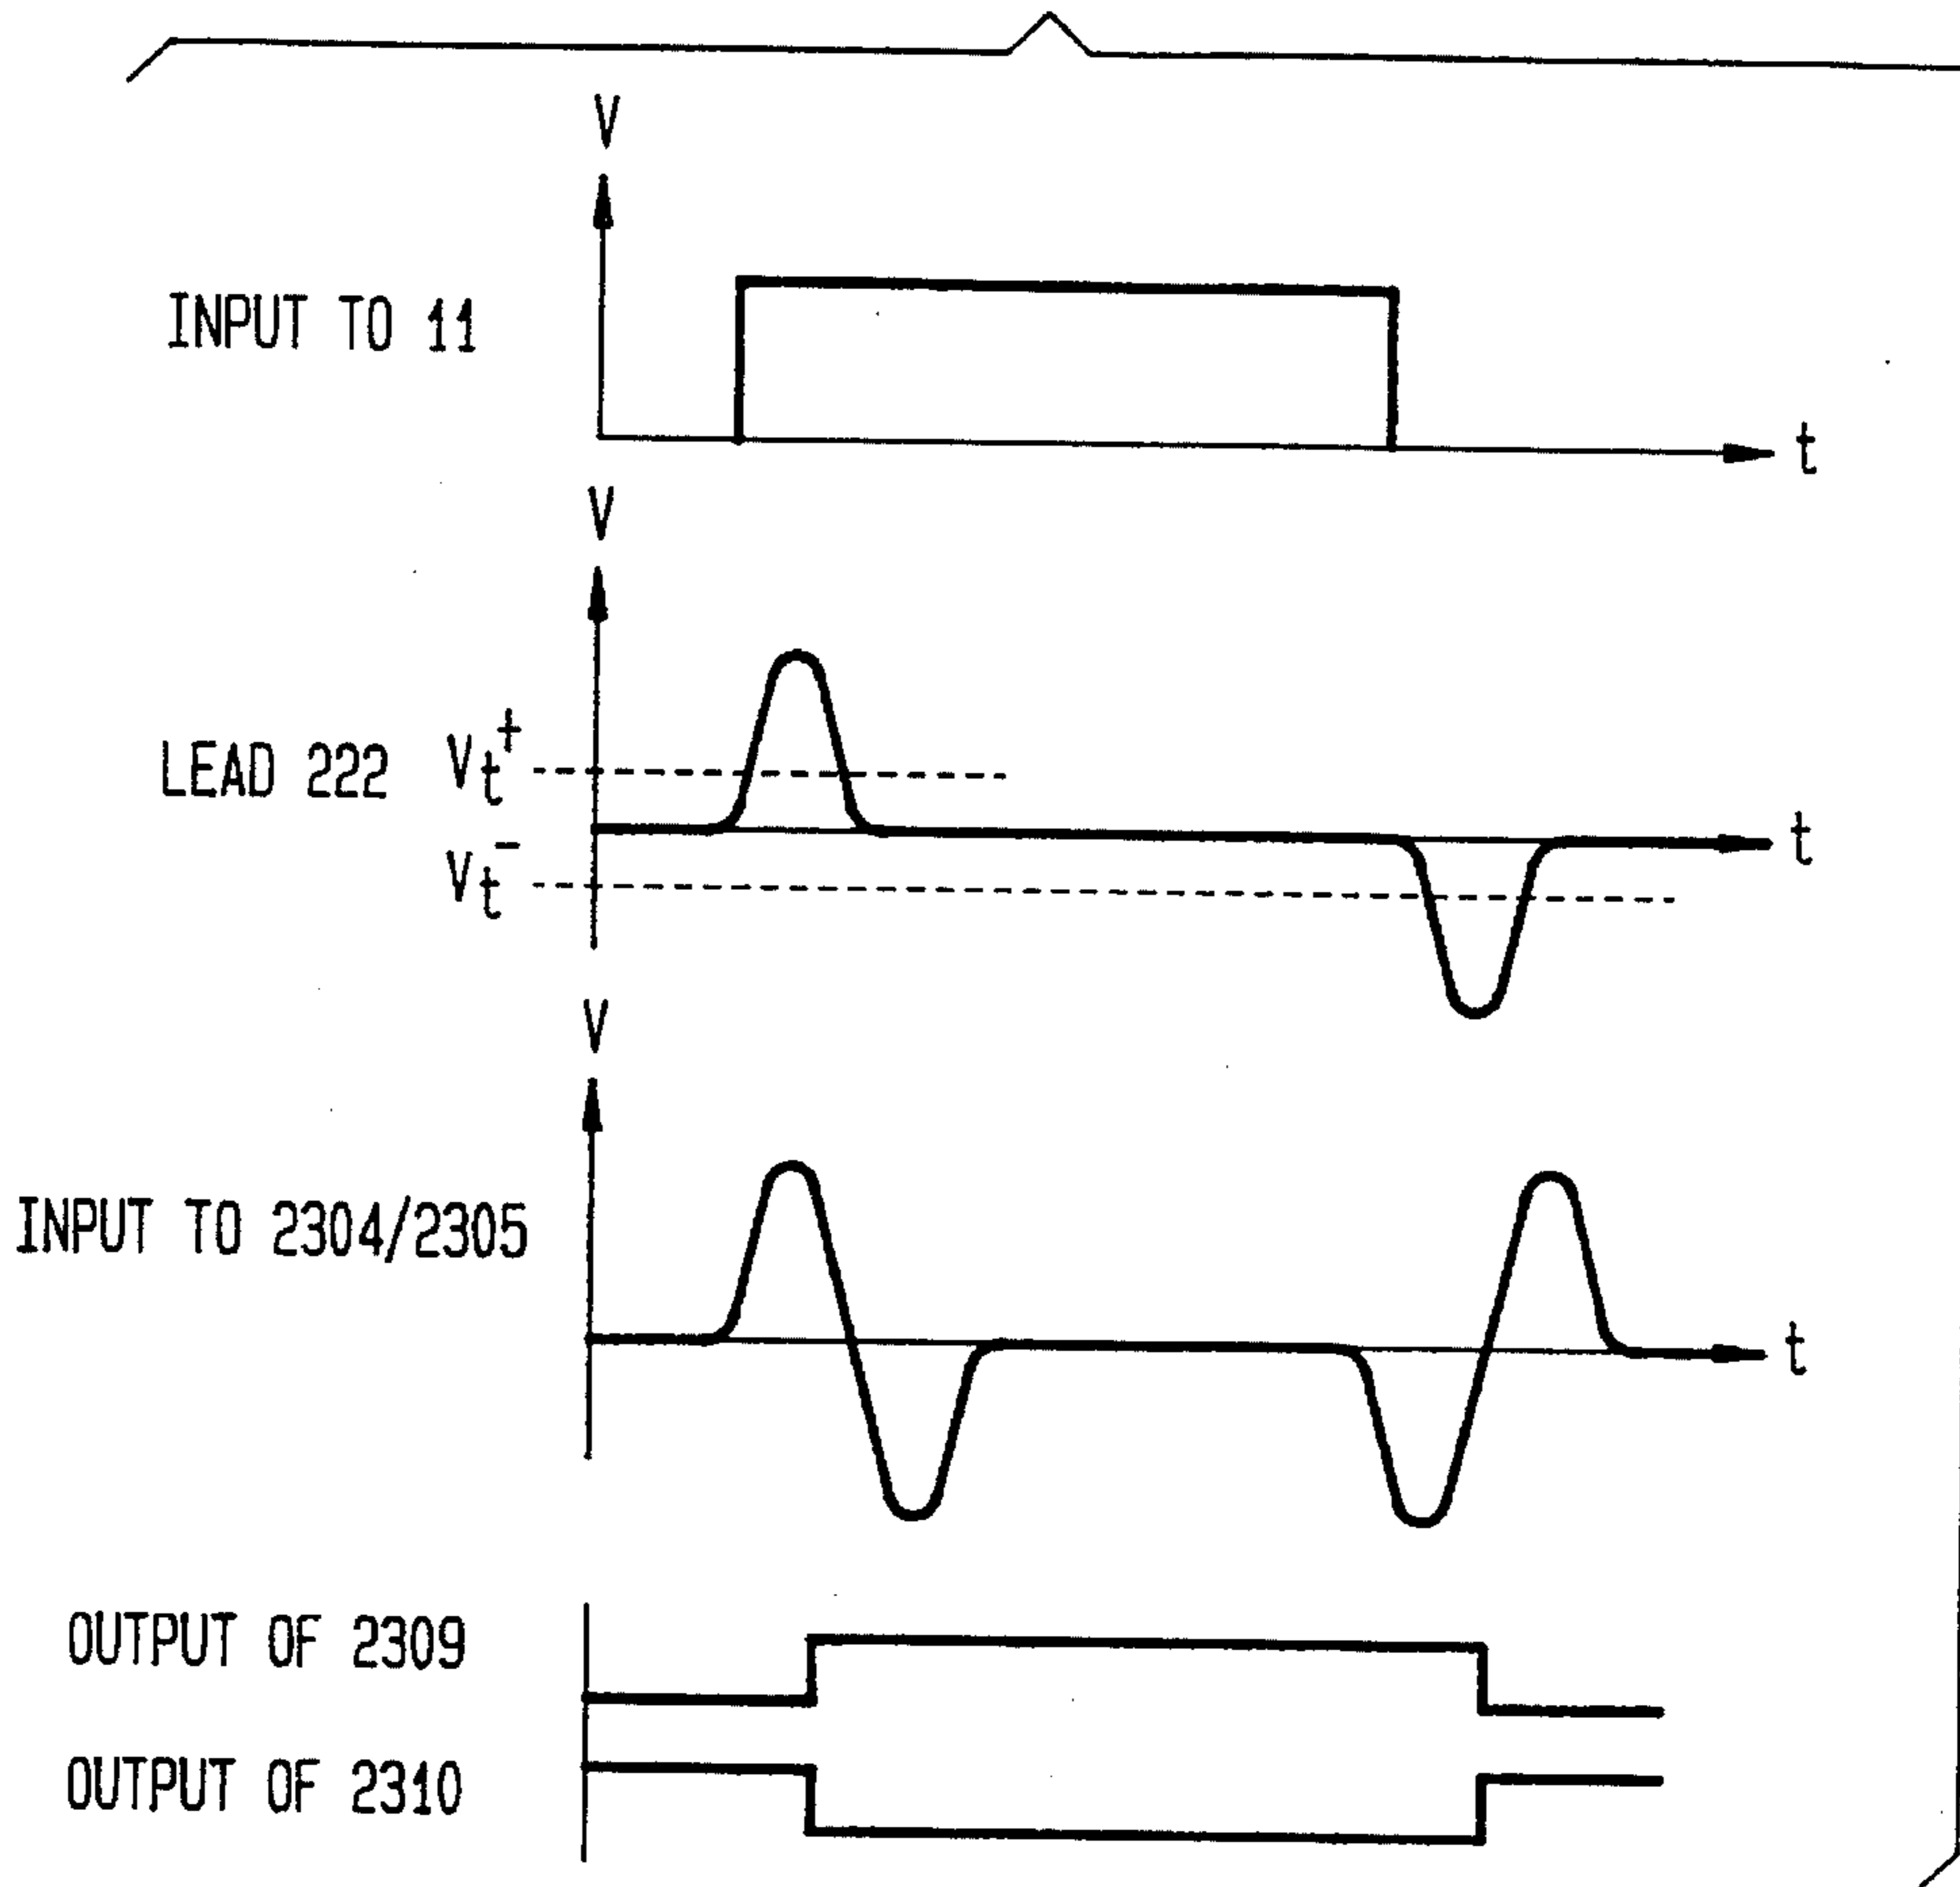 V
INPUT TO 11
t
V
LEAD 222 Vt+
t
Vt-
V
INPUT TO 2304/2305
t
OUTPUT OF 2309
OUTPUT OF 2310